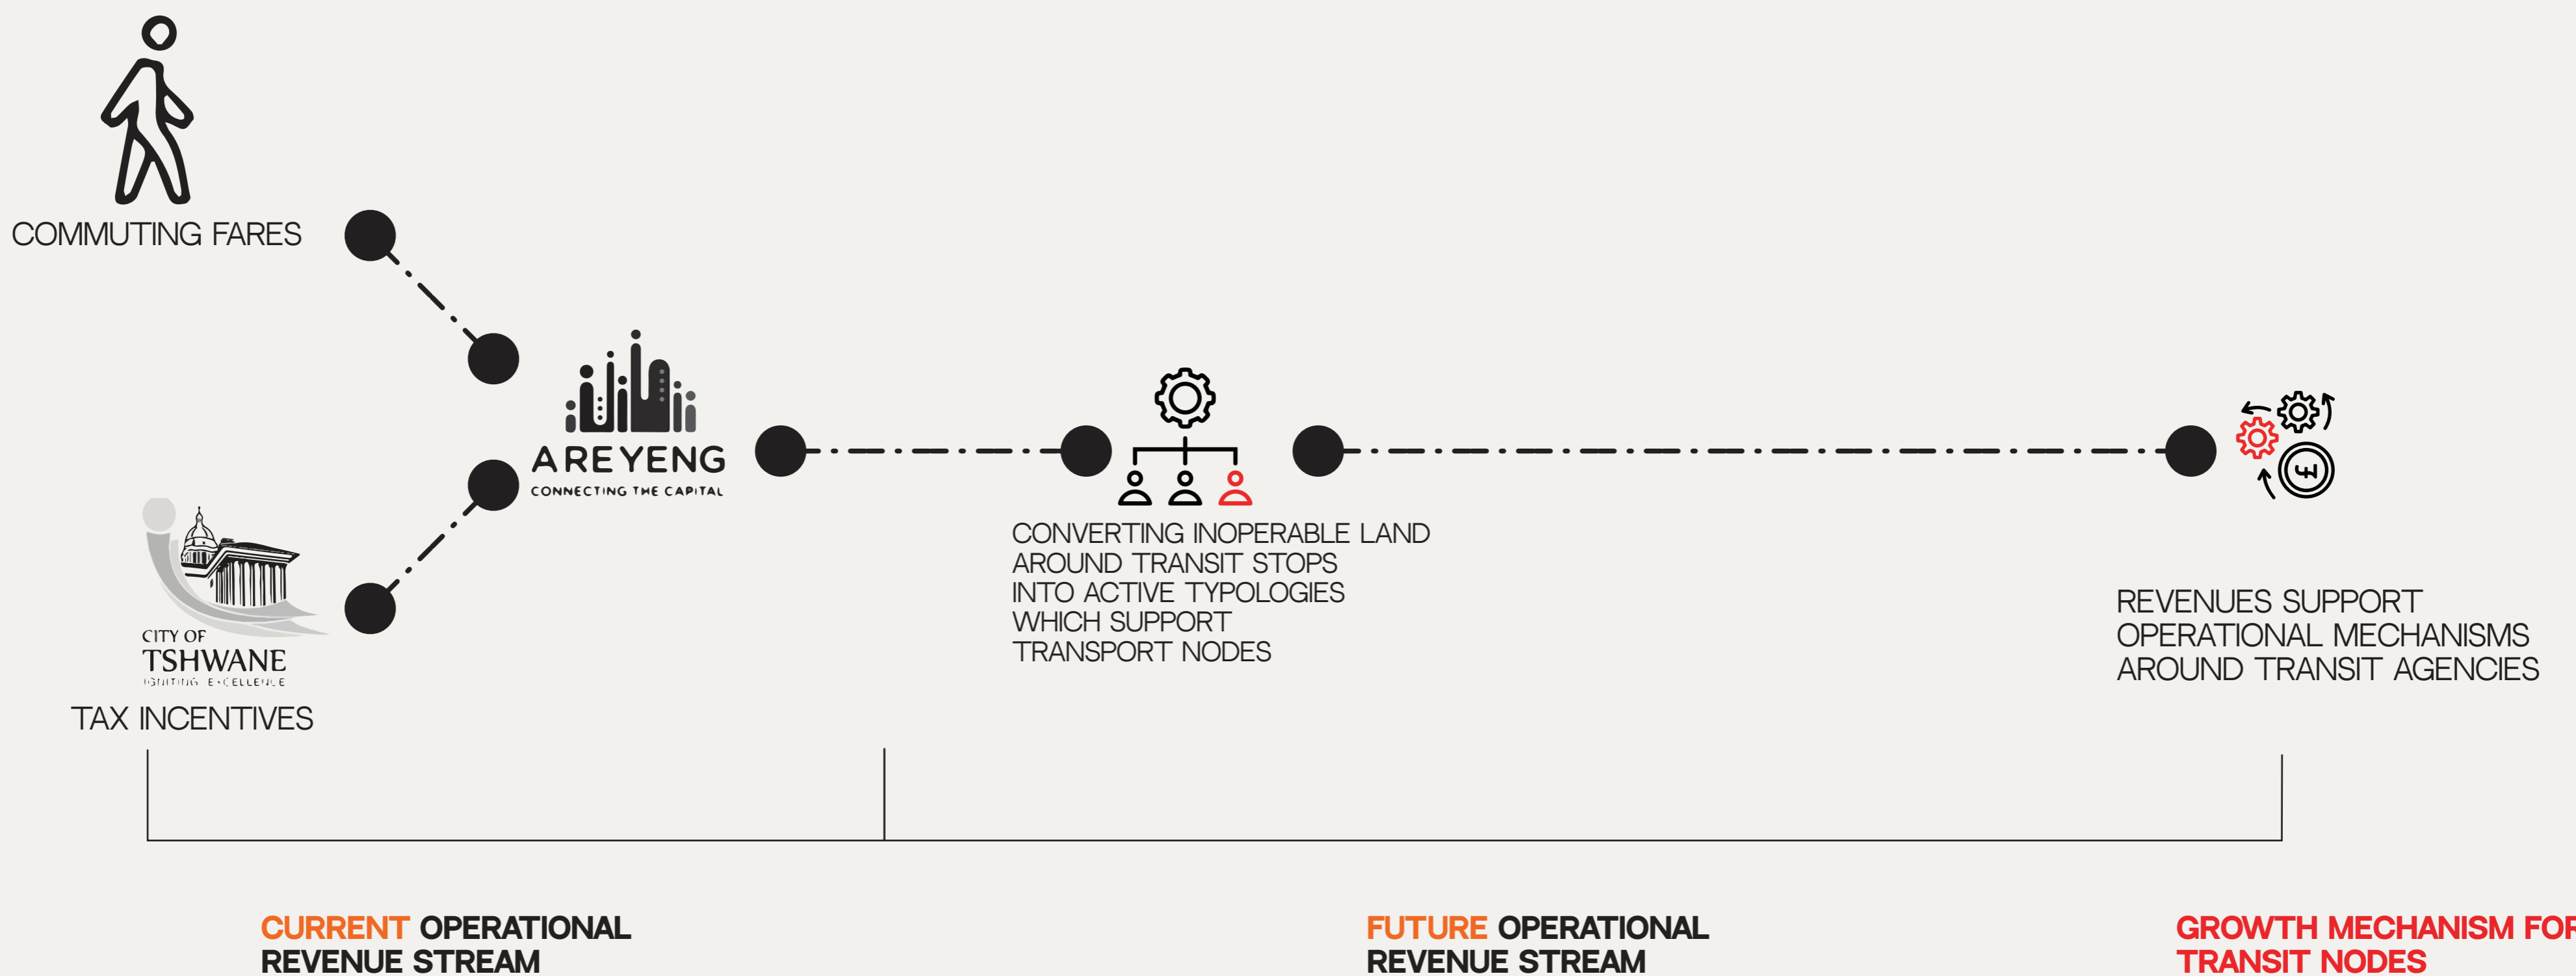 COMMUTING FARES
AREYENG
CONNECTING THE CAPITAL
CITY OF
TSHWANE
IGNITING EXCELLENCE
TAX INCENTIVES
CONVERTING INOPERABLE LAND
AROUND TRANSIT STOPS
INTO ACTIVE TYPOLOGIES
WHICH SUPPORT
TRANSPORT NODES
£
REVENUES SUPPORT
OPERATIONAL MECHANISMS
AROUND TRANSIT AGENCIES
CURRENT OPERATIONAL
REVENUE STREAM
FUTURE OPERATIONAL
REVENUE STREAM
GROWTH MECHANISM FOR
TRANSIT NODES